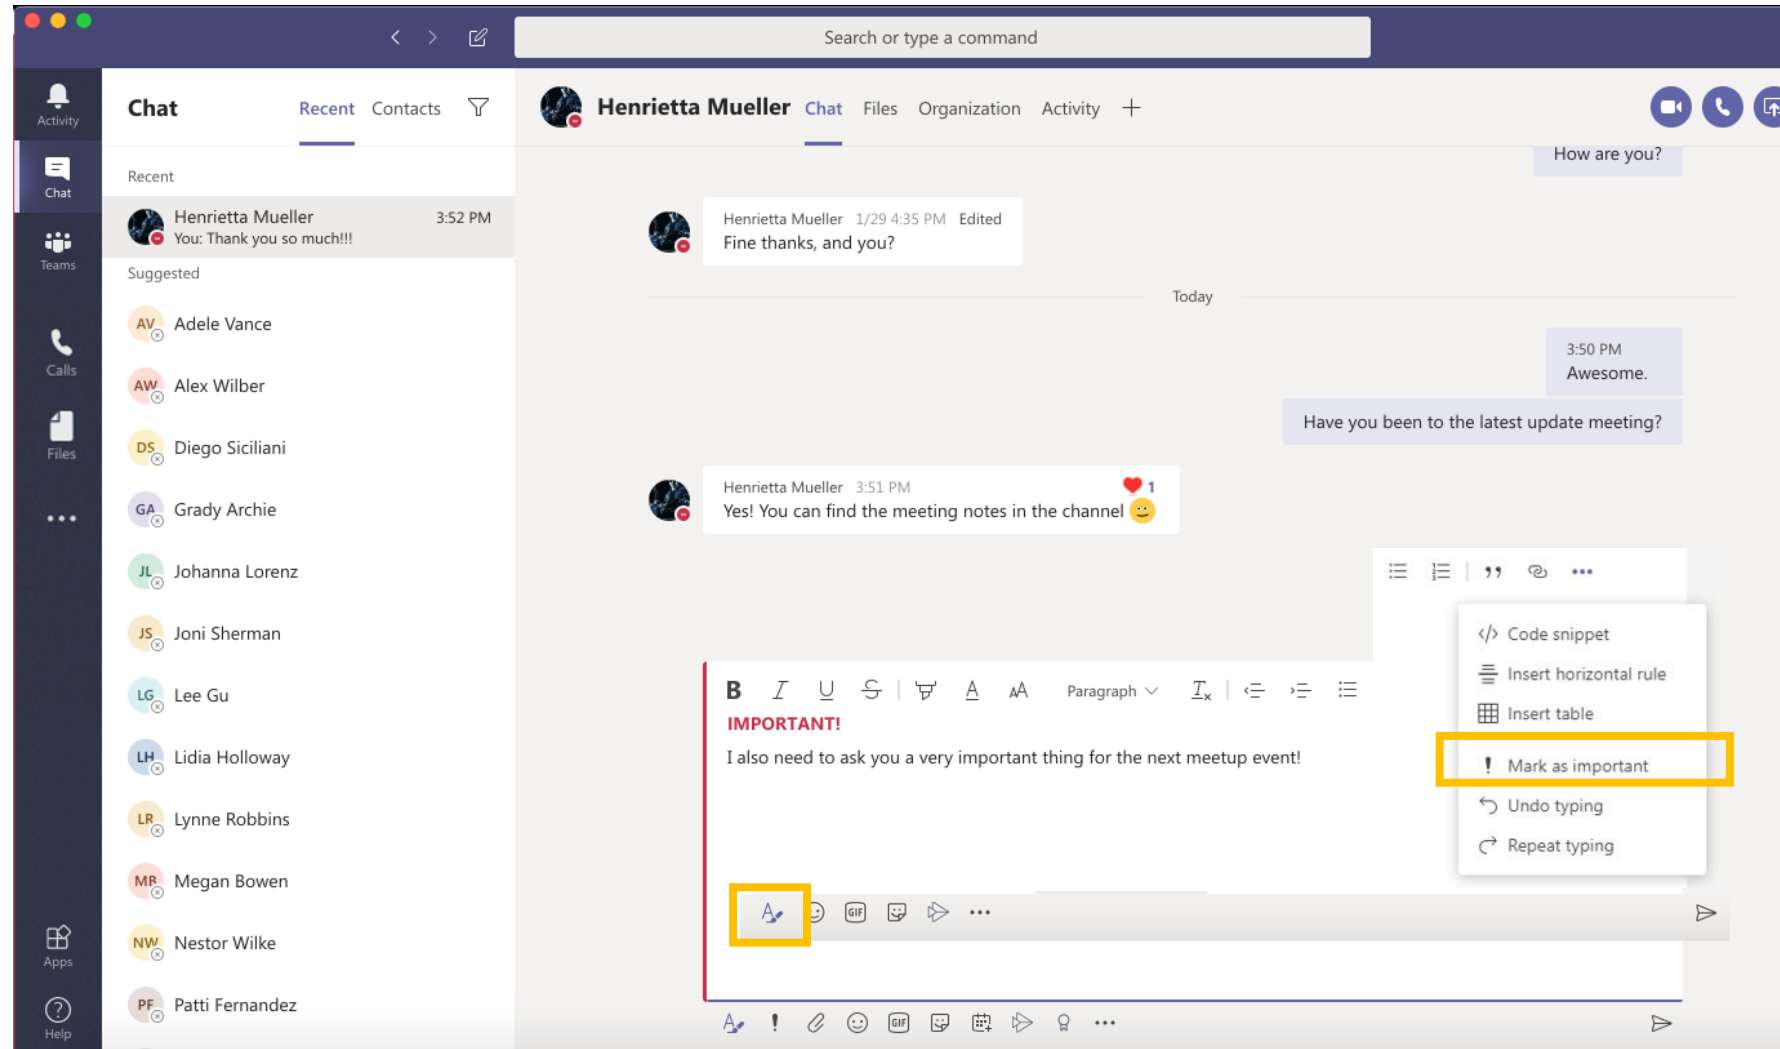 Search or type a command
Activity
Chat
Teams
Calls
Files
Apps
Help
Chat Recent Contacts
Recent
Henrietta Mueller 3:52 PM
You: Thank you so much!!!
Suggested
AV Adele Vance
AW Alex Wilber
DS Diego Siciliani
GA Grady Archie
JL Johanna Lorenz
JS Joni Sherman
LG Lee Gu
LH Lidia Holloway
LR Lynne Robbins
MB Megan Bowen
NW Nestor Wilke
PF Patti Fernandez
Henrietta Mueller Chat Files Organization Activity
How are you?
Henrietta Mueller 1/29 4:35 PM Edited
Fine thanks, and you?
Today
3:50 PM
Awesome.
Have you been to the latest update meeting?
Henrietta Mueller 3:51 PM 1
Yes! You can find the meeting notes in the channel
B I U S A AA Paragraph
IMPORTANT!
I also need to ask you a very important thing for the next meetup event!
Code snippet
Insert horizontal rule
Insert table
Mark as important
Undo typing
Repeat typing
GIF
GIF